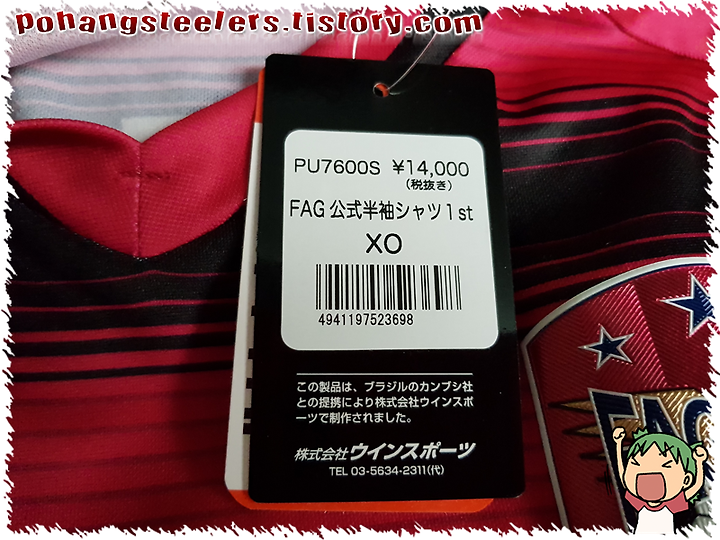 pohangsteelers.tistory.com
PU7600S ¥14,000
(税抜き)
FAG 公式半袖シャツ1st
XO
4941197523698
この製品は、ブラジルのカンブシ社
との提携により株式会社ウインスポ
ーツで制作されました。
株式会社ウインスポーツ
TEL 03-5634-2311(代)
FAG